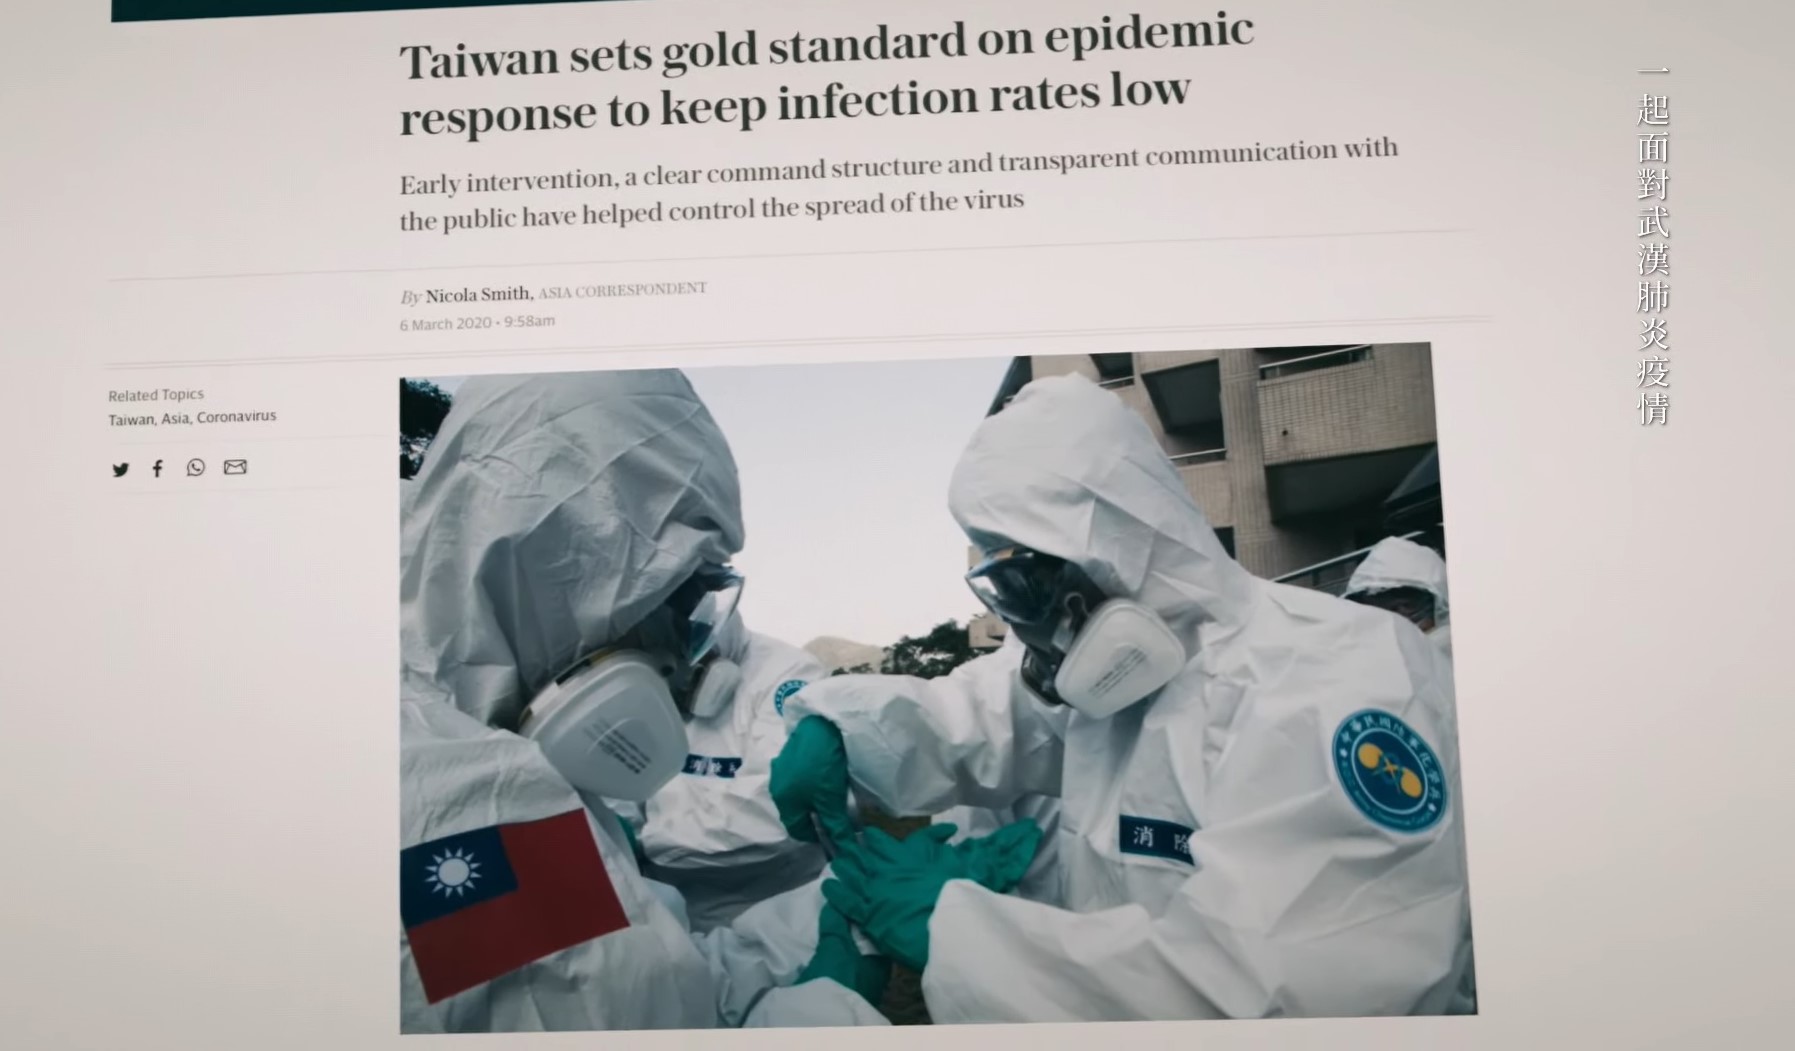 Taiwan sets gold standard on epidemic
response to keep infection rates low
Early intervention, a clear command structure and transparent communication with
the public have helped control the spread of the virus
By Nicola Smith, ASIA CORRESPONDENT
6 March 2020 • 9:58am
Related Topics
Taiwan, Asia, Coronavirus
消除
一起面對武漢肺炎疫情